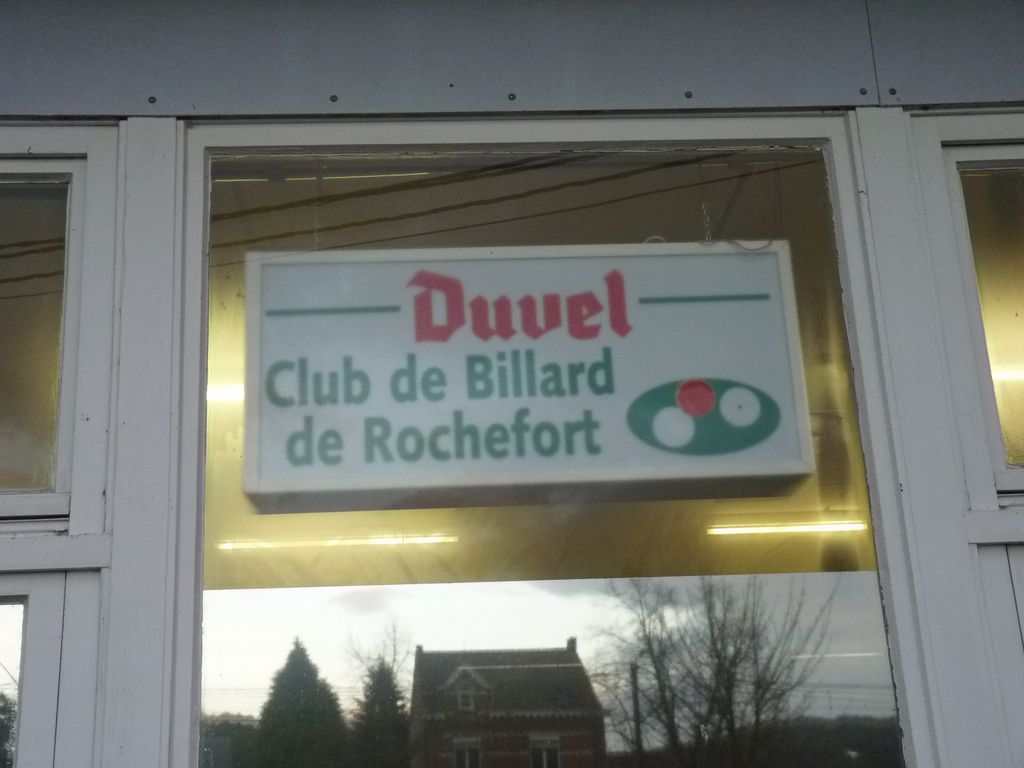 Duvel
Club de Billard
de Rochefort